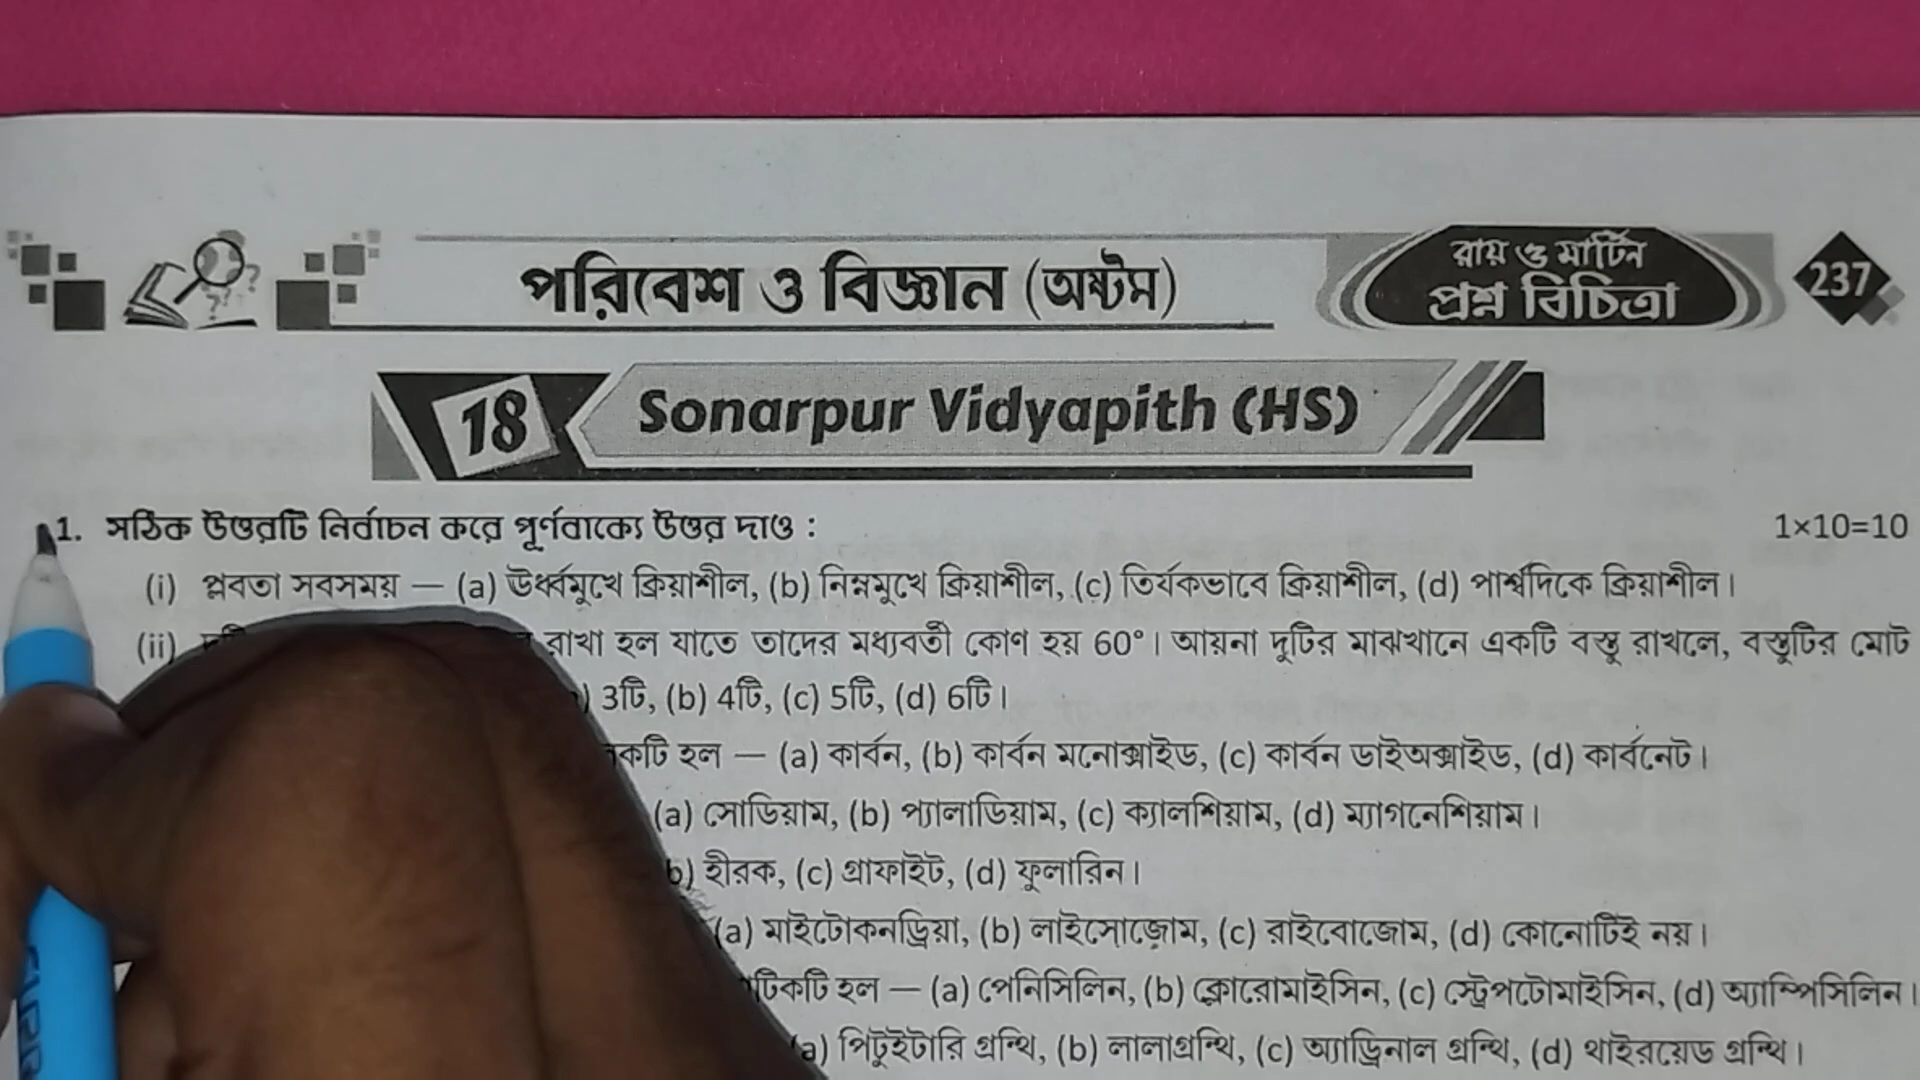 পরিবেশ ও বিজ্ঞান (অষ্টম)
রায় ও মার্টিন
প্রশ্ন বিচিত্রা
237
18 Sonarpur Vidyapith (HS)
1. সঠিক উত্তরটি নির্বাচন করে পূর্ণবাক্যে উত্তর দাও : 1×10=10
(i) প্লবতা সবসময় — (a) ঊর্ধ্বমুখে ক্রিয়াশীল, (b) নিম্নমুখে ক্রিয়াশীল, (c) তির্যকভাবে ক্রিয়াশীল, (d) পার্শ্বদিকে ক্রিয়াশীল।
(ii) রাখা হল যাতে তাদের মধ্যবর্তী কোণ হয় 60°। আয়না দুটির মাঝখানে একটি বস্তু রাখলে, বস্তুটির মোট
3টি, (b) 4টি, (c) 5টি, (d) 6টি।
হল — (a) কার্বন, (b) কার্বন মনোক্সাইড, (c) কার্বন ডাইঅক্সাইড, (d) কার্বনেট।
(a) সোডিয়াম, (b) প্যালাডিয়াম, (c) ক্যালশিয়াম, (d) ম্যাগনেশিয়াম।
b) হীরক, (c) গ্রাফাইট, (d) ফুলারিন।
(a) মাইটোকনড্রিয়া, (b) লাইসোজোম, (c) রাইবোজোম, (d) কোনোটিই নয়।
হল — (a) পেনিসিলিন, (b) ক্লোরোমাইসিন, (c) স্ট্রেপটোমাইসিন, (d) অ্যাম্পিসিলিন।
a) পিটুইটারি গ্রন্থি, (b) লালাগ্রন্থি, (c) অ্যাড্রিনাল গ্রন্থি, (d) থাইরয়েড গ্রন্থি।